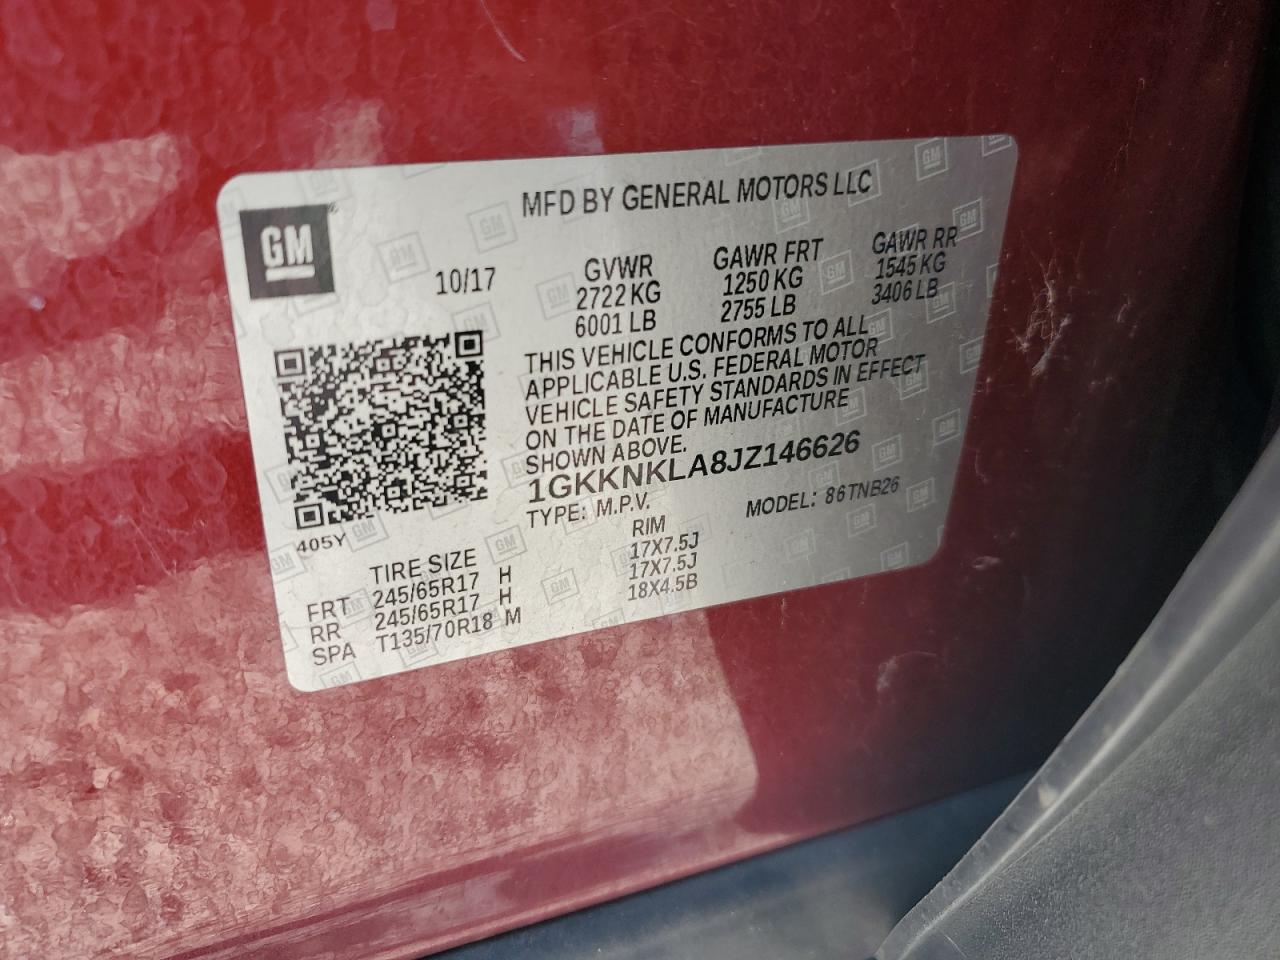 GM
MFD BY GENERAL MOTORS LLC
10/17
GVWR GAWR FRT GAWR RR
2722 KG 1250 KG 1545 KG
6001 LB 2755 LB 3406 LB
THIS VEHICLE CONFORMS TO ALL
APPLICABLE U.S. FEDERAL MOTOR
VEHICLE SAFETY STANDARDS IN EFFECT
ON THE DATE OF MANUFACTURE
SHOWN ABOVE.
1GKKNKLA8JZ146626
TYPE: M.P.V. MODEL: 86TNB26
405Y
TIRE SIZE RIM
FRT 245/65R17 H 17X7.5J
RR 245/65R17 H 17X7.5J
SPA T135/70R18 M 18X4.5B